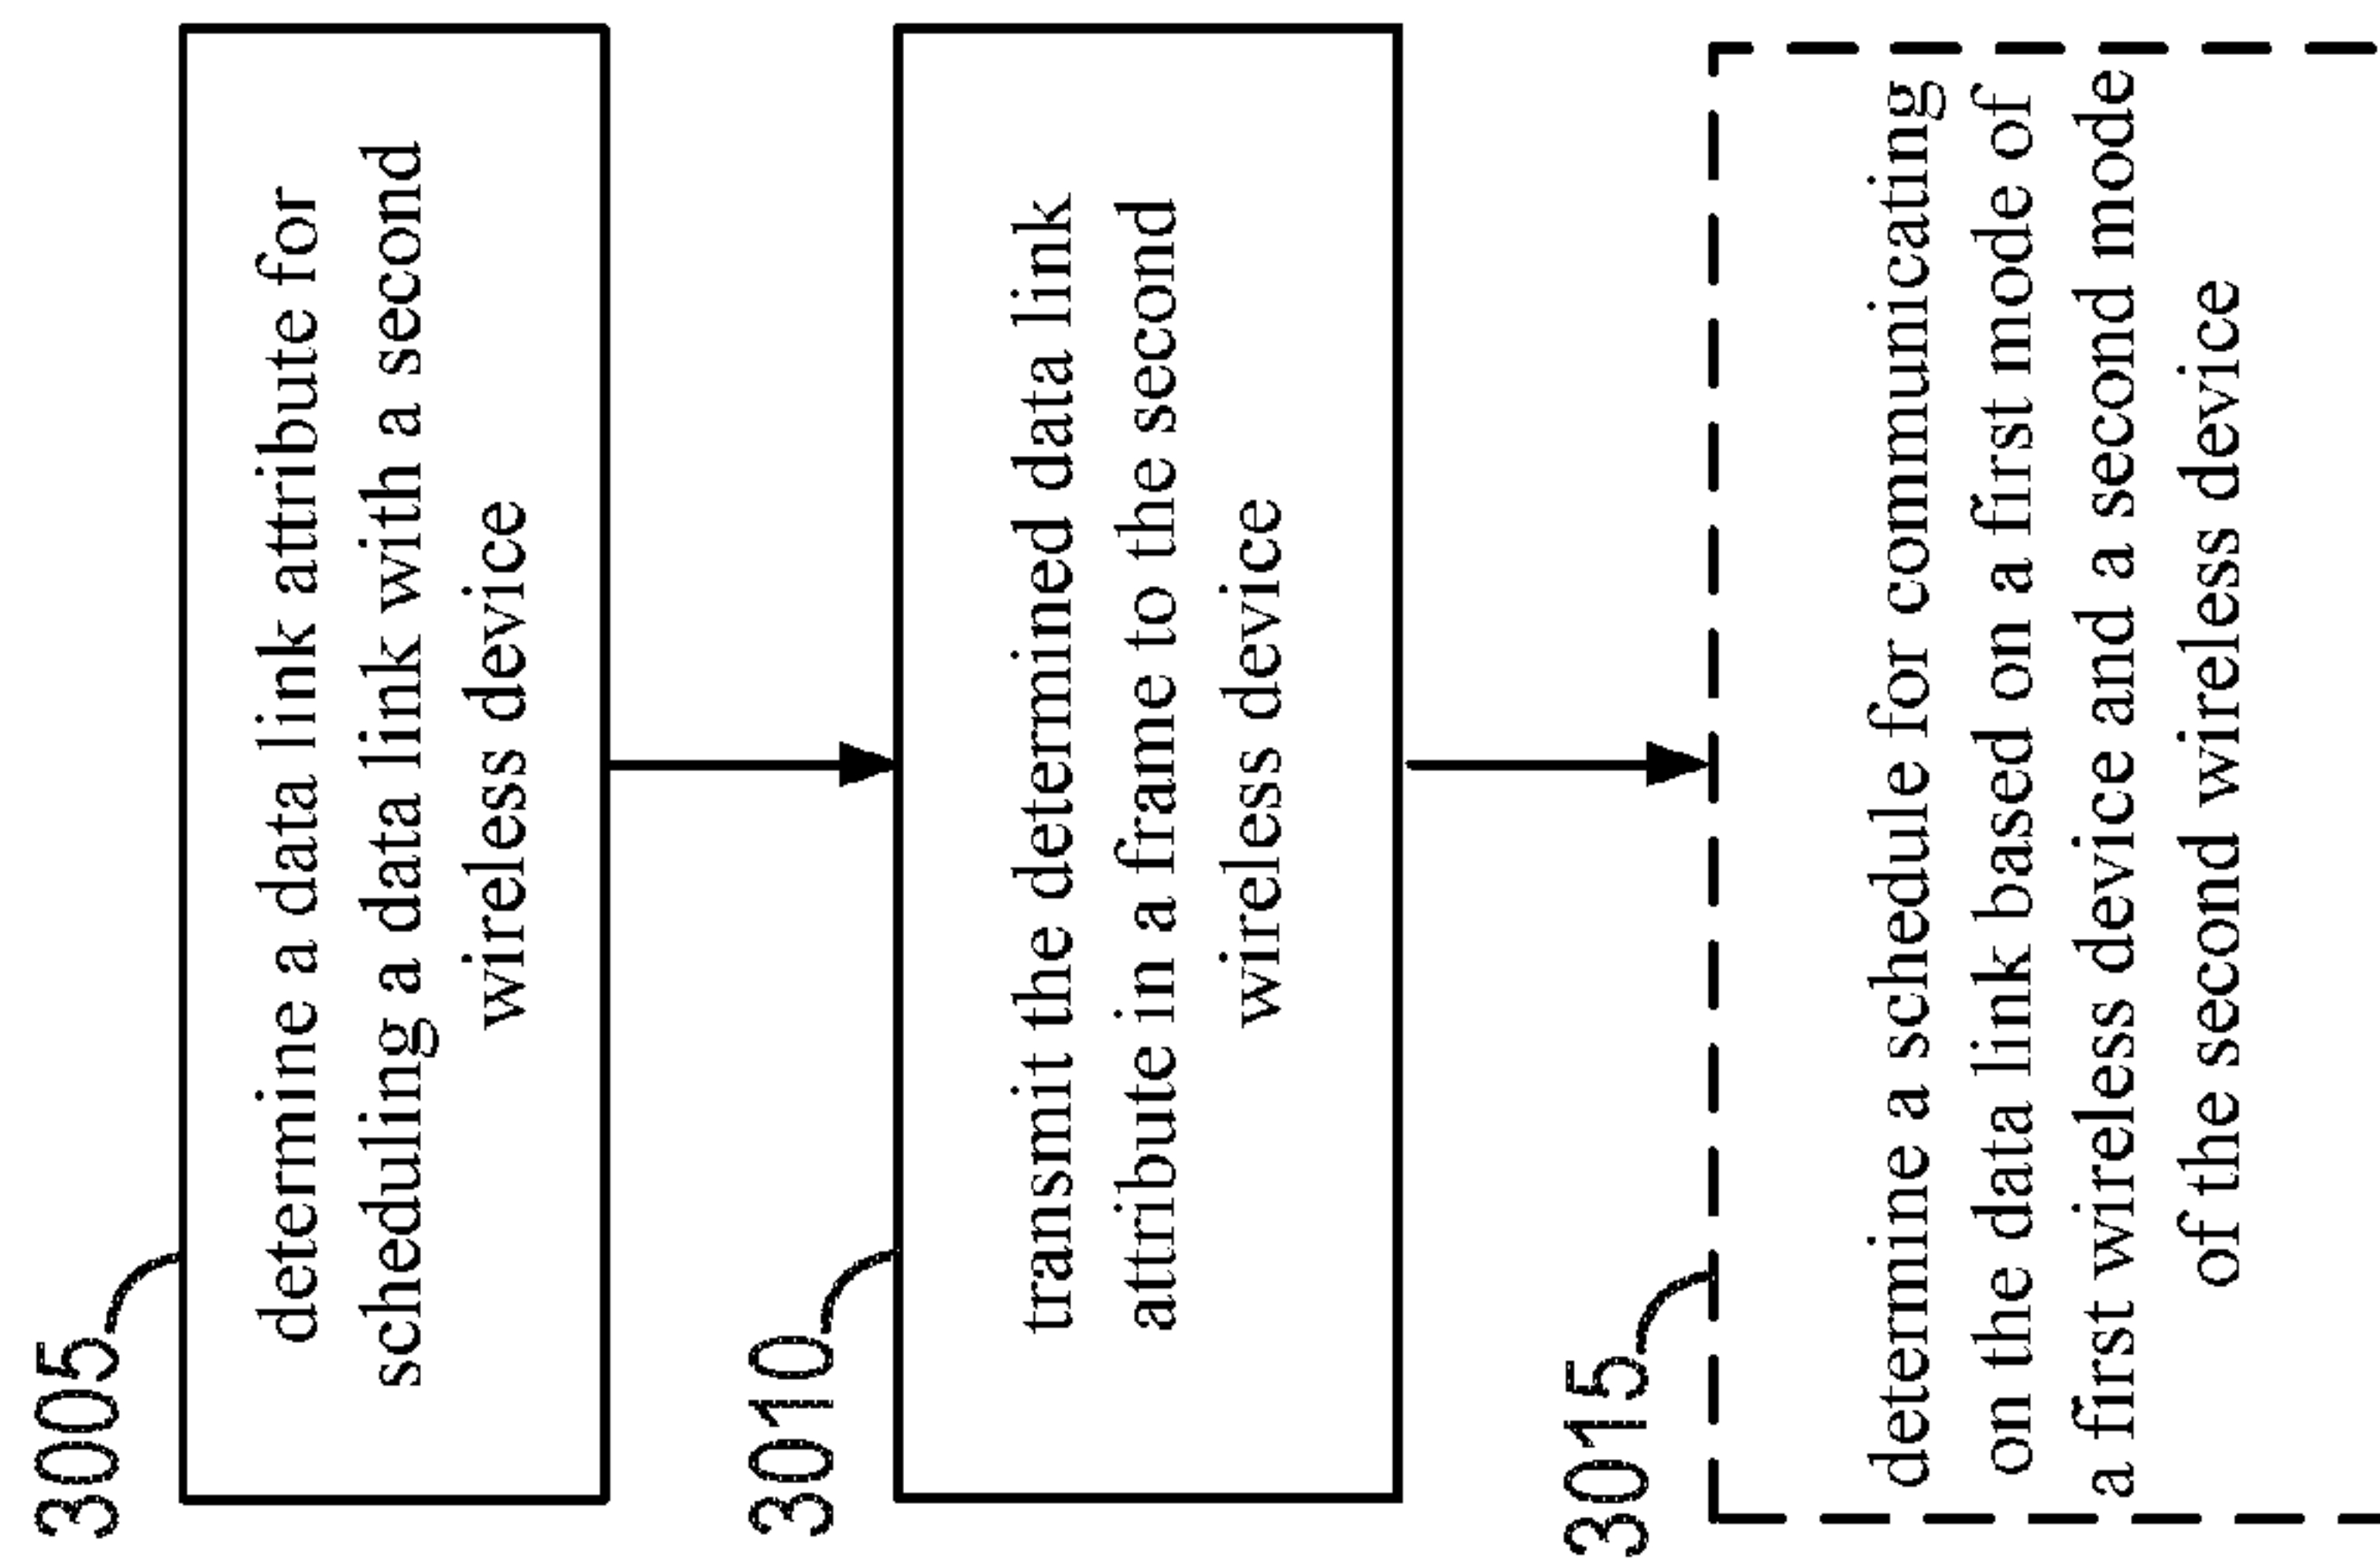 3005
determine a data link attribute for
scheduling a data link with a second
wireless device
3010
transmit the determined data link
attribute in a frame to the second
wireless device
3015
determine a schedule for communicating
on the data link based on a first mode of
a first wireless device and a second mode
of the second wireless device